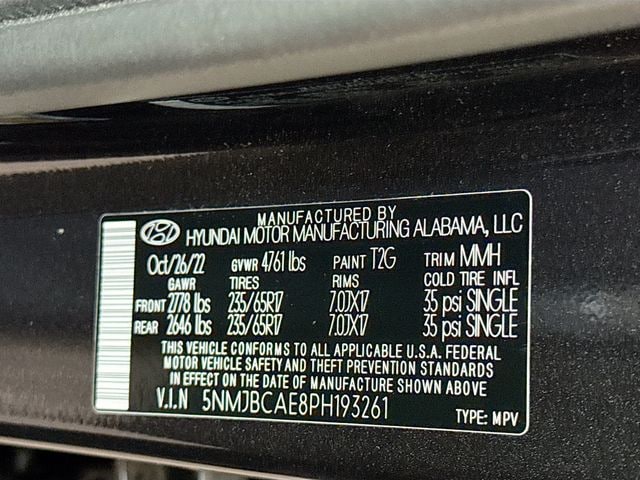 MANUFACTURED BY
HYUNDAI MOTOR MANUFACTURING ALABAMA, LLC
Oct/26/22 GVWR 4761 lbs PAINT T2G TRIM MMH
GAWR TIRES RIMS COLD TIRE INFL
FRONT 2778 lbs 235/65R17 7.0JX17 35 psi SINGLE
REAR 2646 lbs 235/65R17 7.0JX17 35 psi SINGLE
THIS VEHICLE CONFORMS TO ALL APPLICABLE U.S.A. FEDERAL
MOTOR VEHICLE SAFETY AND THEFT PREVENTION STANDARDS
IN EFFECT ON THE DATE OF MANUFACTURE SHOWN ABOVE
V.I.N 5NMJBCAE8PH193261 TYPE: MPV